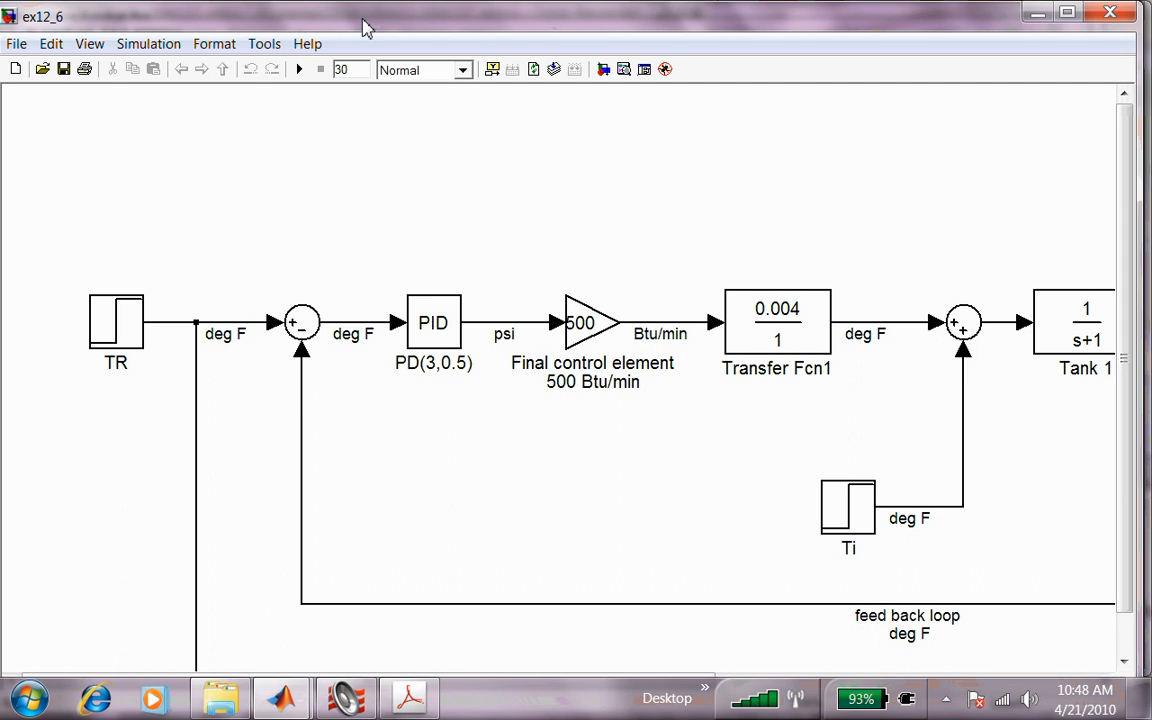 ex12_6
File Edit View Simulation Format Tools Help
30 Normal
TR
deg F
+
-
deg F
PID
PD(3,0.5)
psi
500
Final control element
500 Btu/min
Btu/min
0.004
1
Transfer Fcn1
deg F
+
+
1
s+1
Tank 1
Ti
deg F
feed back loop
deg F
Desktop
»
93%
10:48 AM
4/21/2010